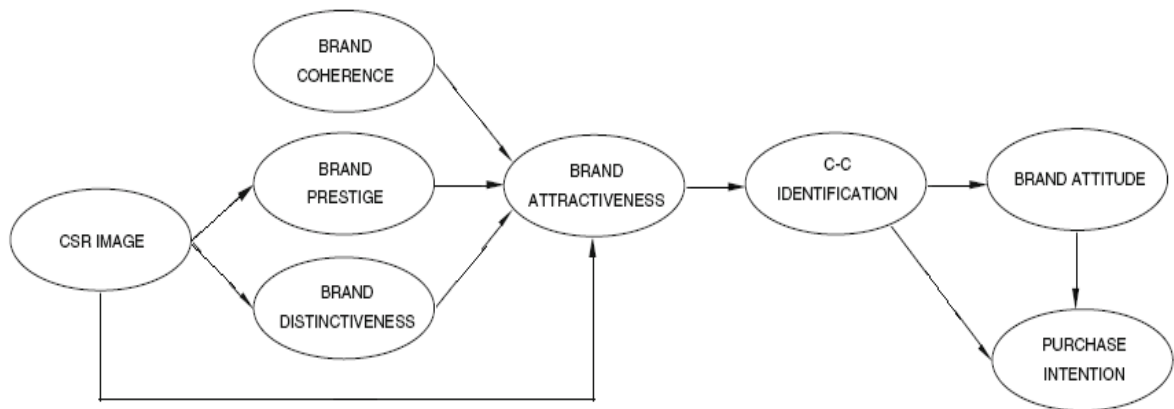 BRAND
COHERENCE
BRAND
PRESTIGE
CSR IMAGE
BRAND
DISTINCTIVENESS
BRAND
ATTRACTIVENESS
C-C
IDENTIFICATION
BRAND ATTITUDE
PURCHASE
INTENTION